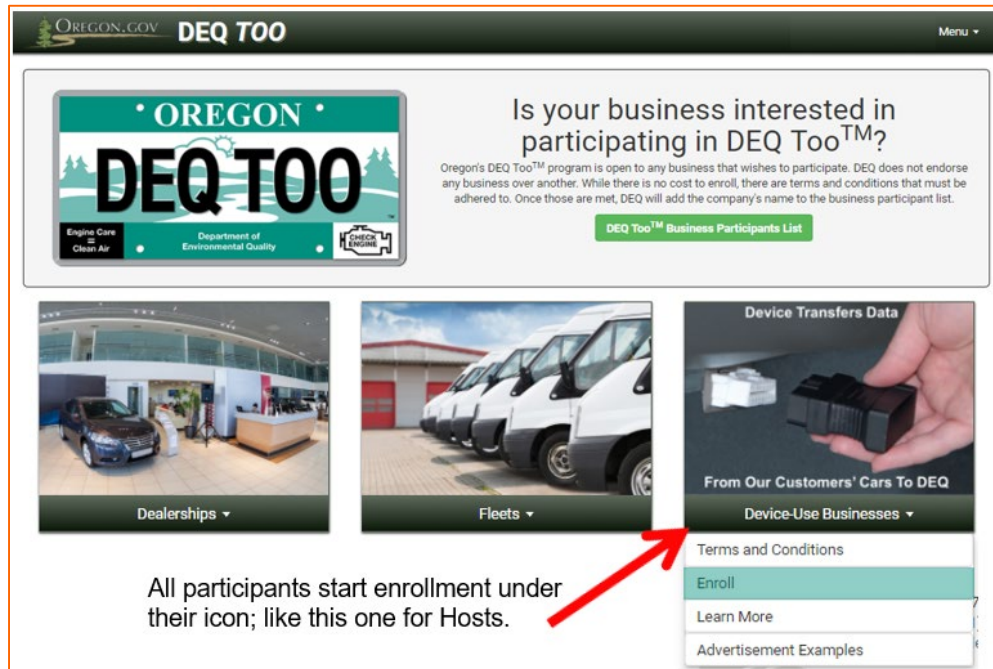 OREGON.GOV DEQ TOO
Menu
• OREGON •
DEQ TOO
TM
Engine Care
=
Clean Air
Department of
Environmental Quality
CHECK
ENGINE
Is your business interested in
participating in DEQ Too™?
Oregon's DEQ Too™ program is open to any business that wishes to participate. DEQ does not endorse
any business over another. While there is no cost to enroll, there are terms and conditions that must be
adhered to. Once those are met, DEQ will add the company's name to the business participant list.
DEQ Too™ Business Participants List
Device Transfers Data
From Our Customers' Cars To DEQ
Dealerships
Fleets
Device-Use Businesses
Terms and Conditions
Enroll
Learn More
Advertisement Examples
All participants start enrollment under
their icon; like this one for Hosts.